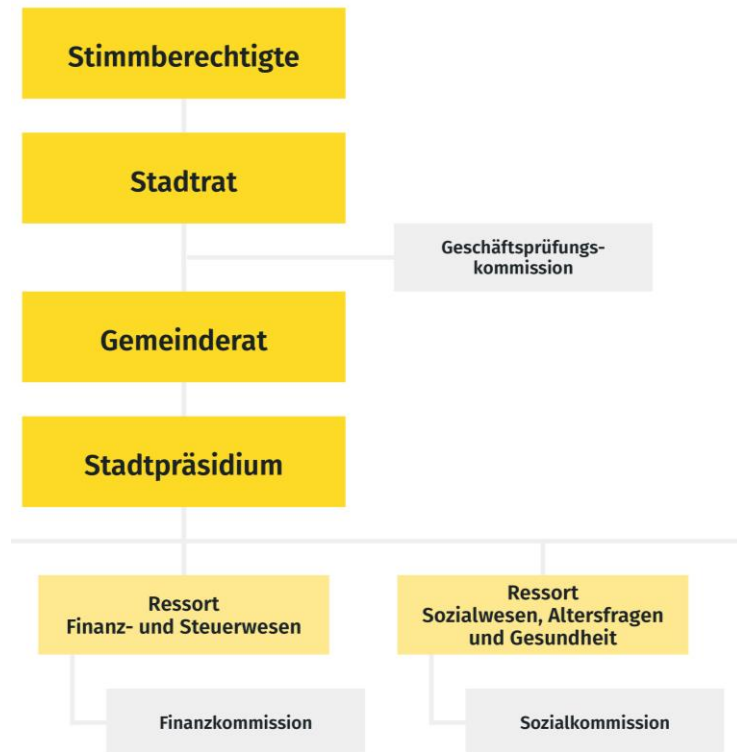 Stimmberechtigte
Stadtrat
Geschäftsprüfungs-
kommission
Gemeinderat
Stadtpräsidium
Ressort
Finanz- und Steuerwesen
Ressort
Sozialwesen, Altersfragen
und Gesundheit
Finanzkommission
Sozialkommission